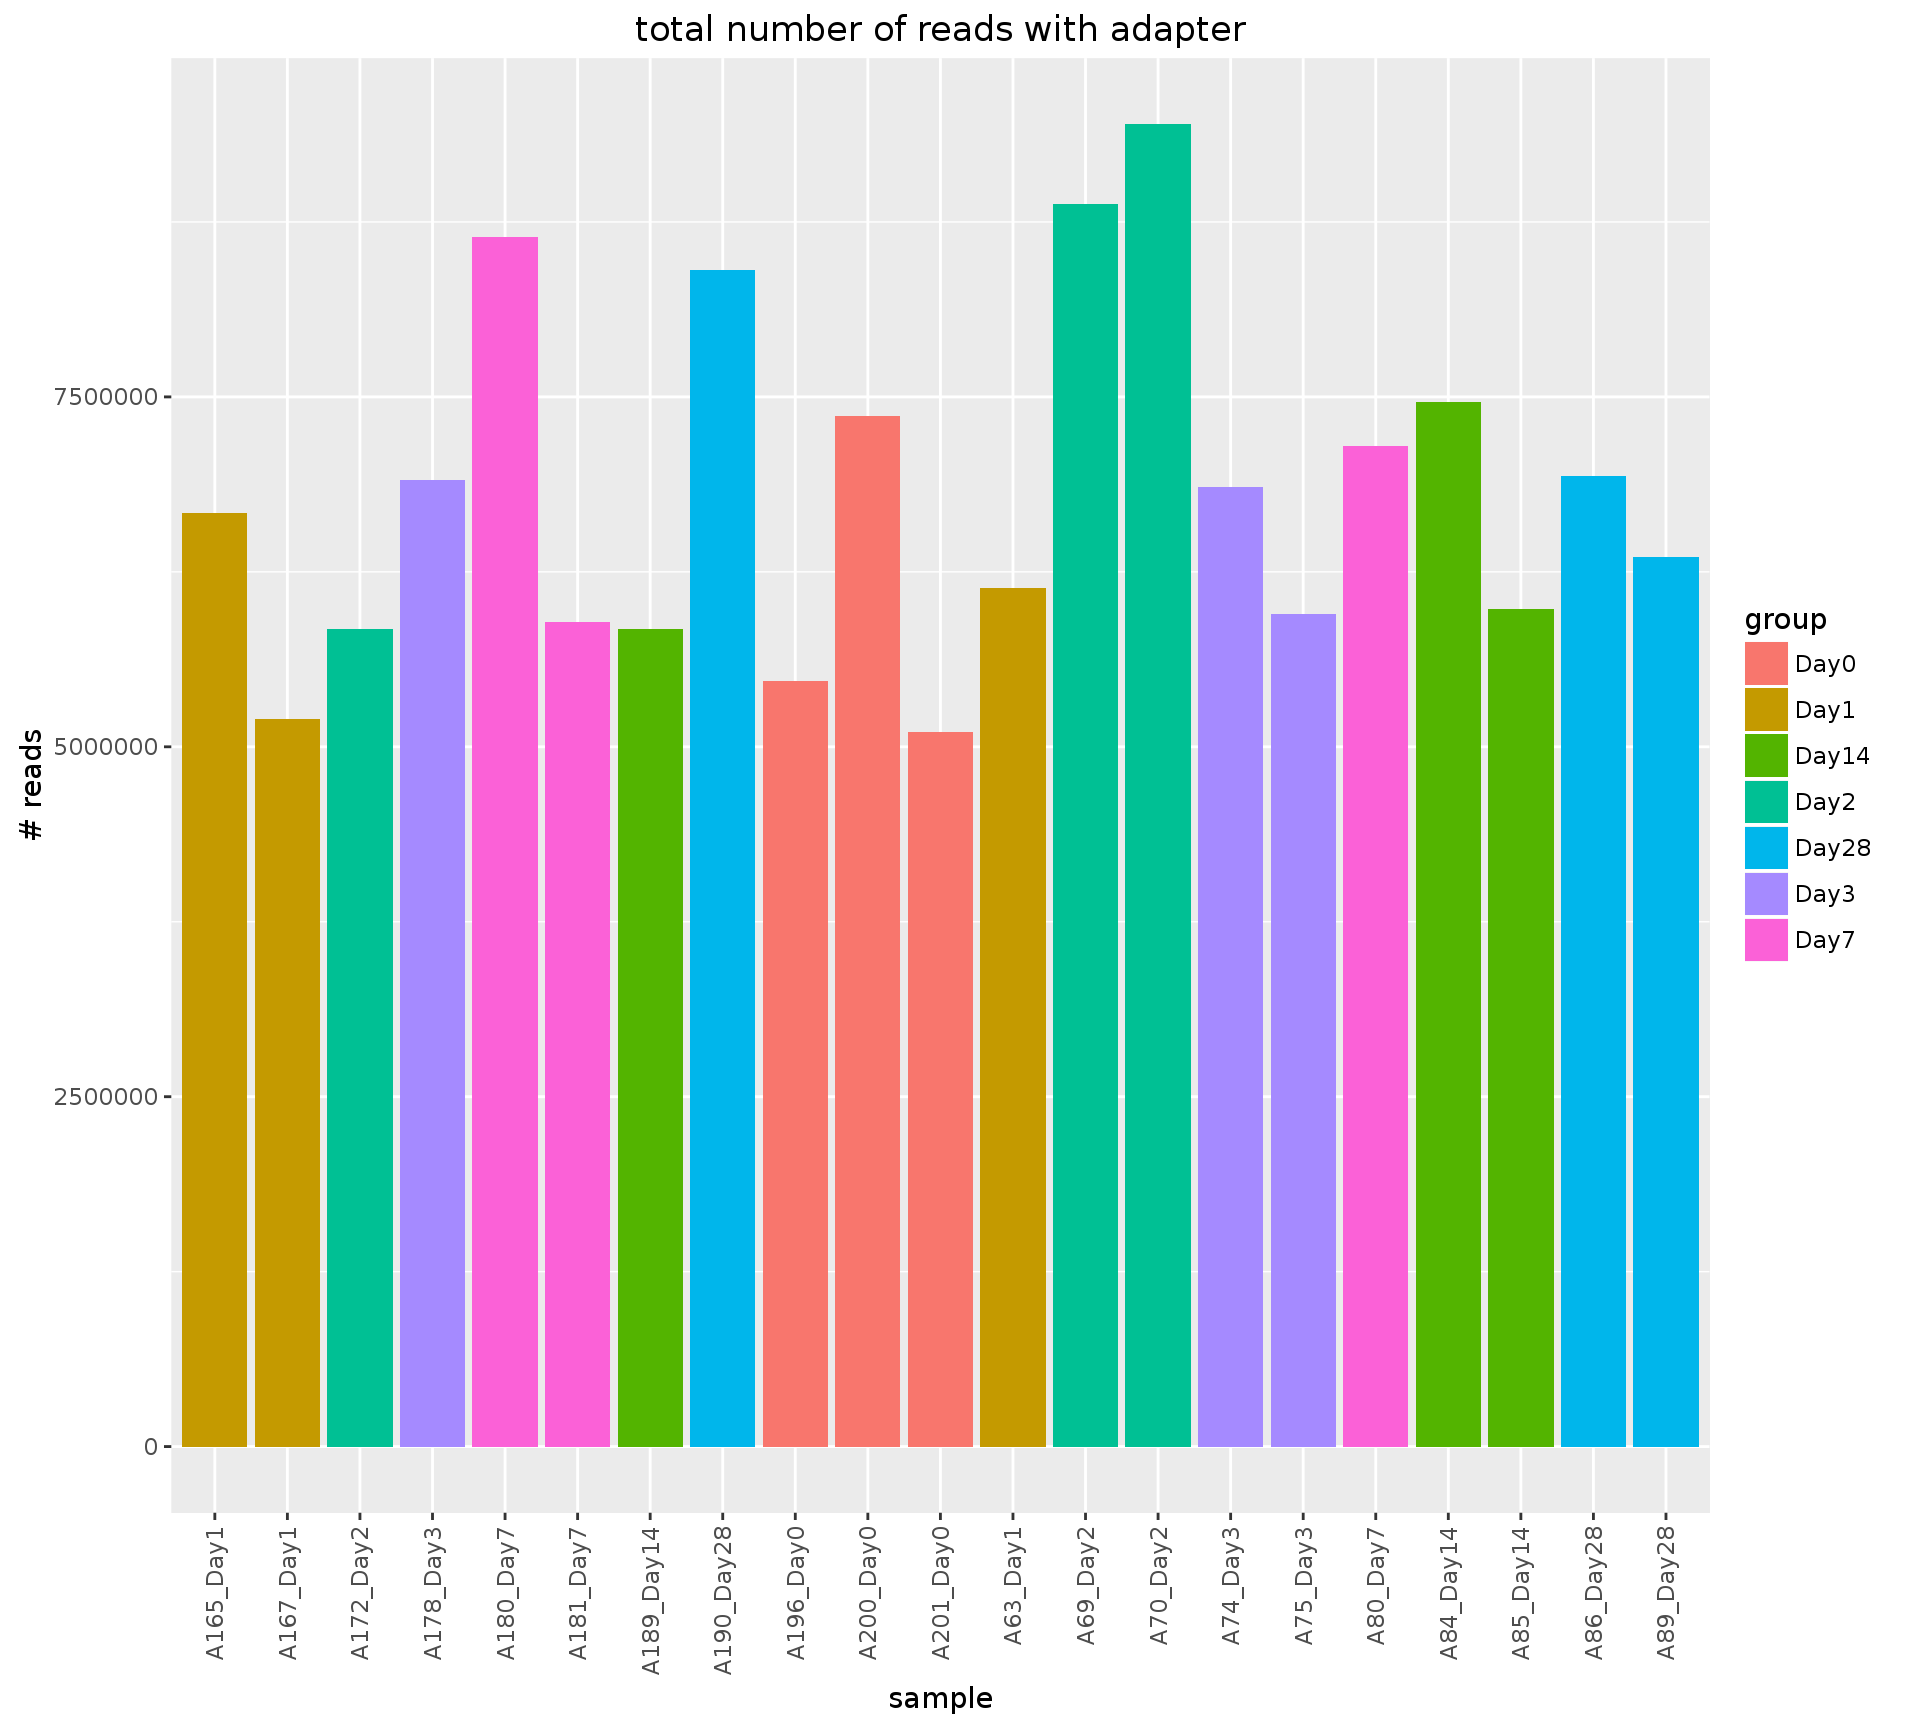 total number of reads with adapter
# reads
7500000
5000000
2500000
0
A165_Day1
A167_Day1
A172_Day2
A178_Day3
A180_Day7
A181_Day7
A189_Day14
A190_Day28
A196_Day0
A200_Day0
A201_Day0
A63_Day1
A69_Day2
A70_Day2
A74_Day3
A75_Day3
A80_Day7
A84_Day14
A85_Day14
A86_Day28
A89_Day28
sample
group
Day0
Day1
Day14
Day2
Day28
Day3
Day7